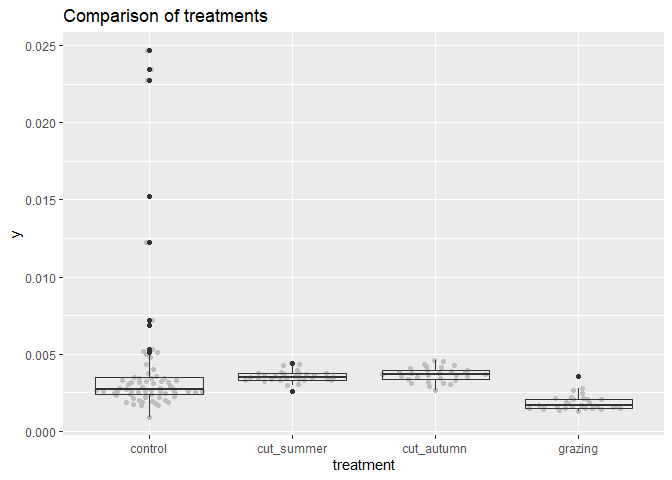 Comparison of treatments
0.025
0.020
0.015
0.010
0.005
0.000
y
control cut_summer cut_autumn grazing
treatment